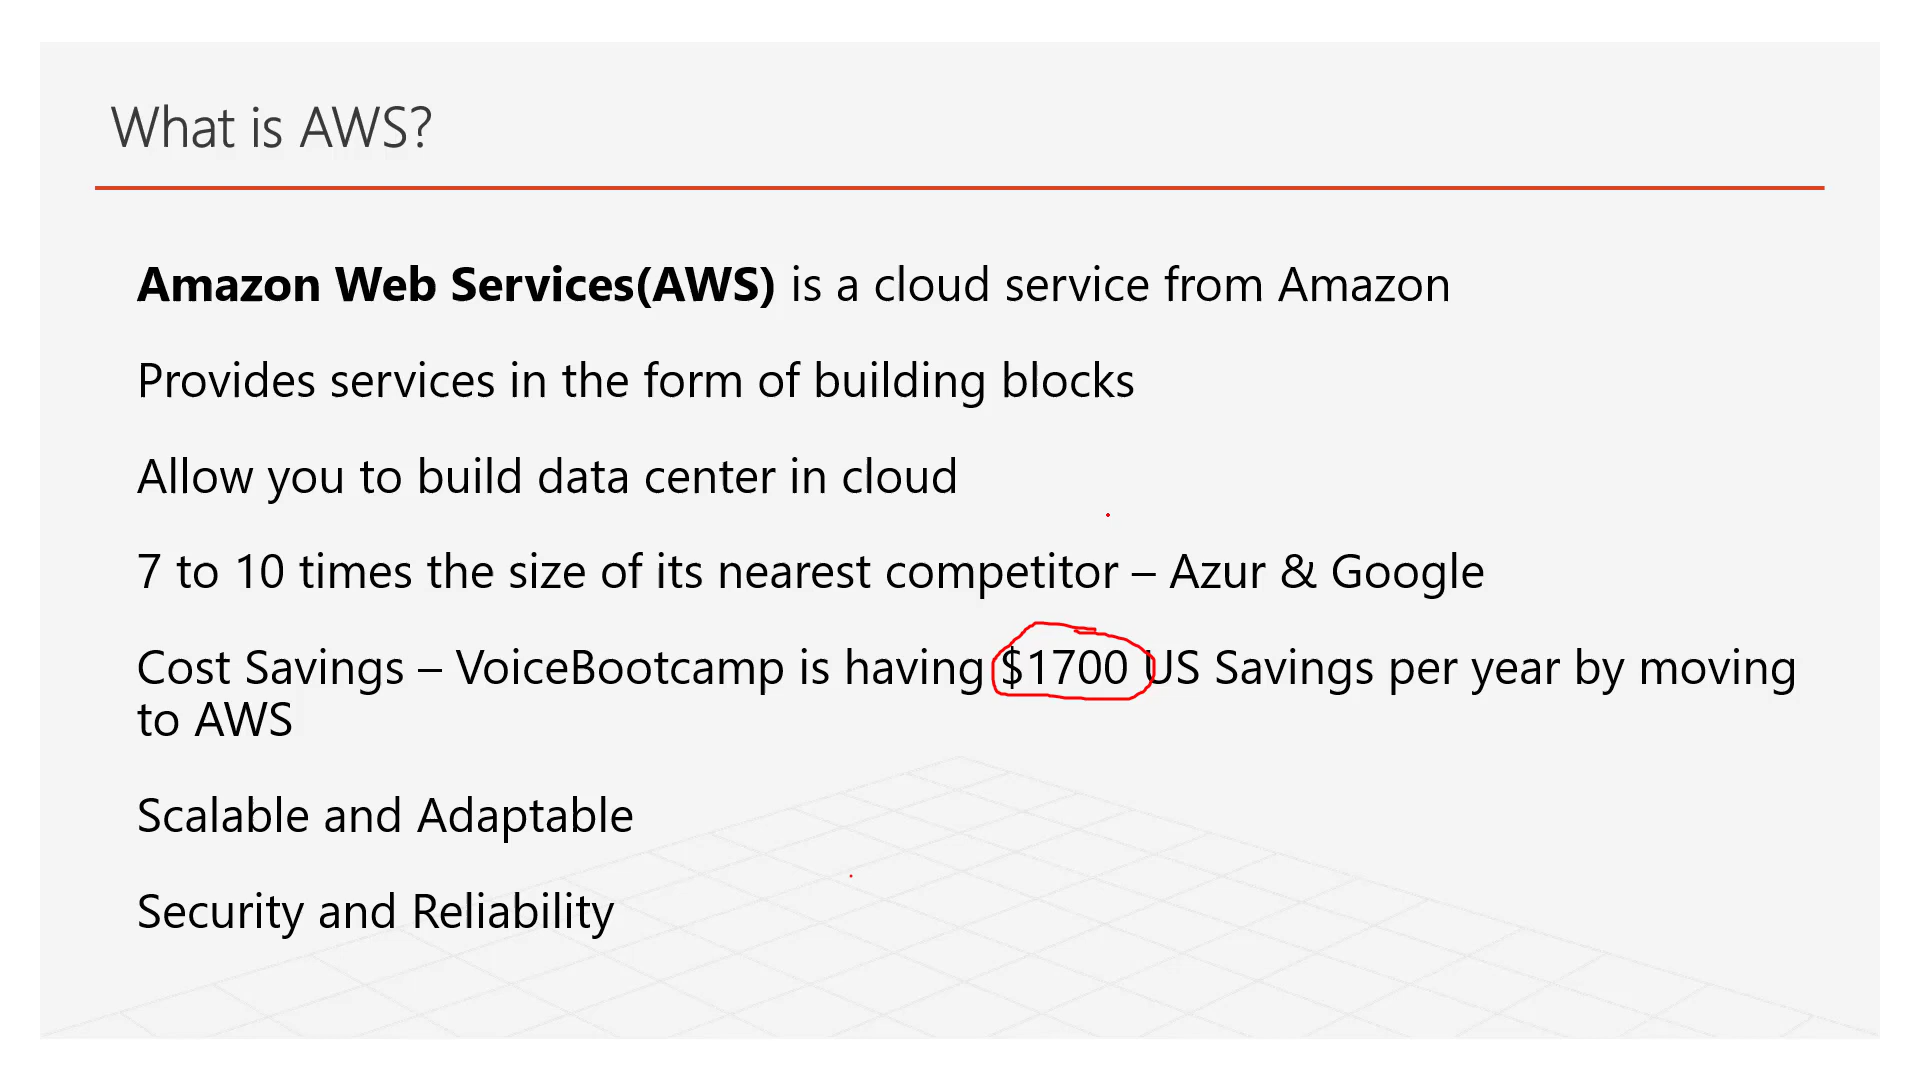 What is AWS?
Amazon Web Services(AWS) is a cloud service from Amazon
Provides services in the form of building blocks
Allow you to build data center in cloud
7 to 10 times the size of its nearest competitor – Azur & Google
Cost Savings – VoiceBootcamp is having $1700 US Savings per year by moving
to AWS
Scalable and Adaptable
Security and Reliability